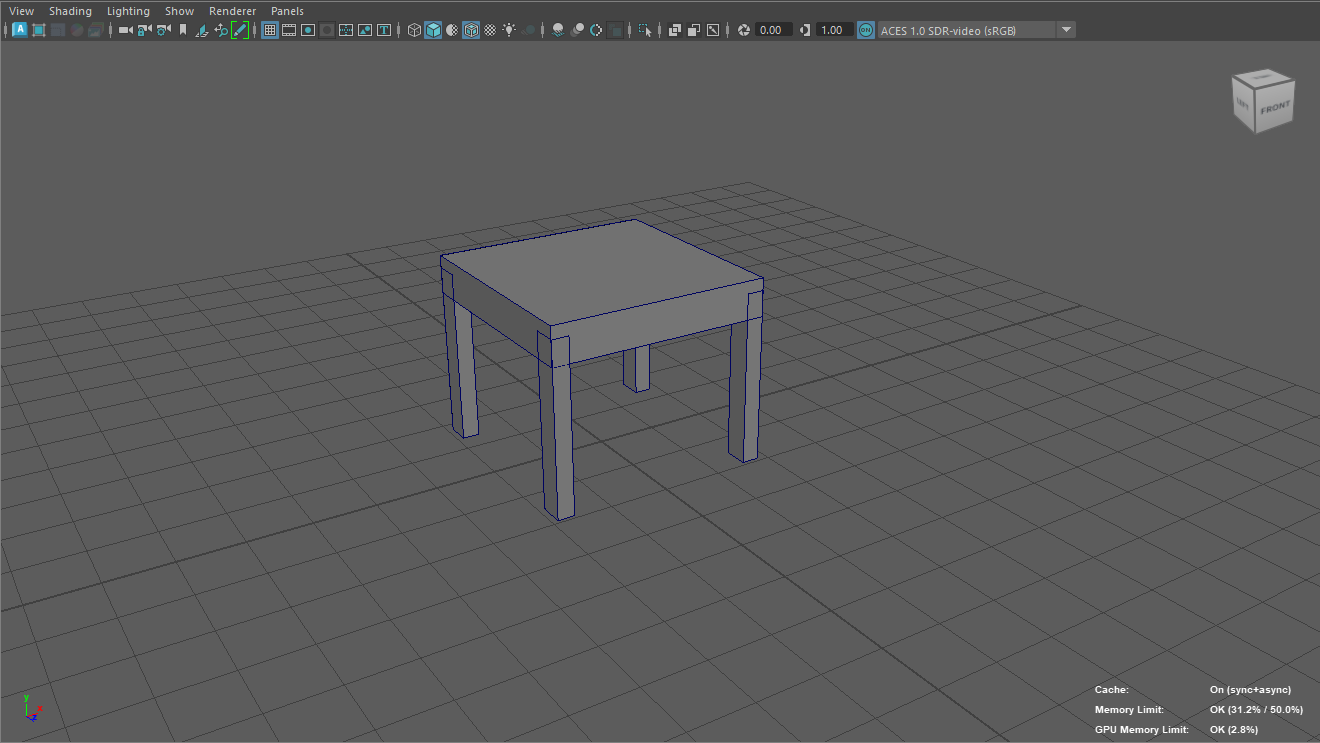 View Shading Lighting Show Renderer Panels
A T 0.00 1.00 ON ACES 1.0 SDR-video (sRGB)
FRONT
Cache: On (sync+async)
Memory Limit: OK (31.2% / 50.0%)
GPU Memory Limit: OK (2.8%)
y
x
z